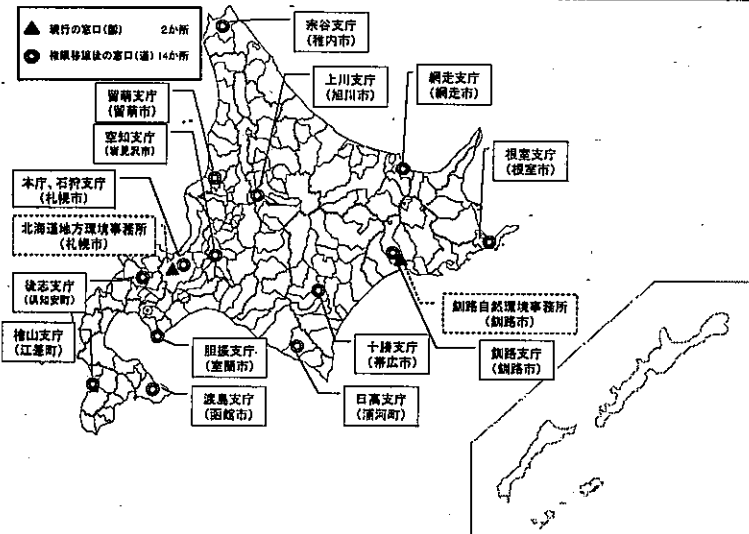 ▲ 現行の窓口(部) 2か所
◎ 権限移譲後の窓口(道) 14か所
宗谷支庁
(稚内市)
上川支庁
(旭川市)
網走支庁
(網走市)
留萌支庁
(留萌市)
空知支庁
(岩見沢市)
根室支庁
(根室市)
本庁、石狩支庁
(札幌市)
北海道地方環境事務所
(札幌市)
後志支庁
(倶知安町)
釧路自然環境事務所
(釧路市)
檜山支庁
(江差町)
胆振支庁
(室蘭市)
十勝支庁
(帯広市)
釧路支庁
(釧路市)
渡島支庁
(函館市)
日高支庁
(浦河町)